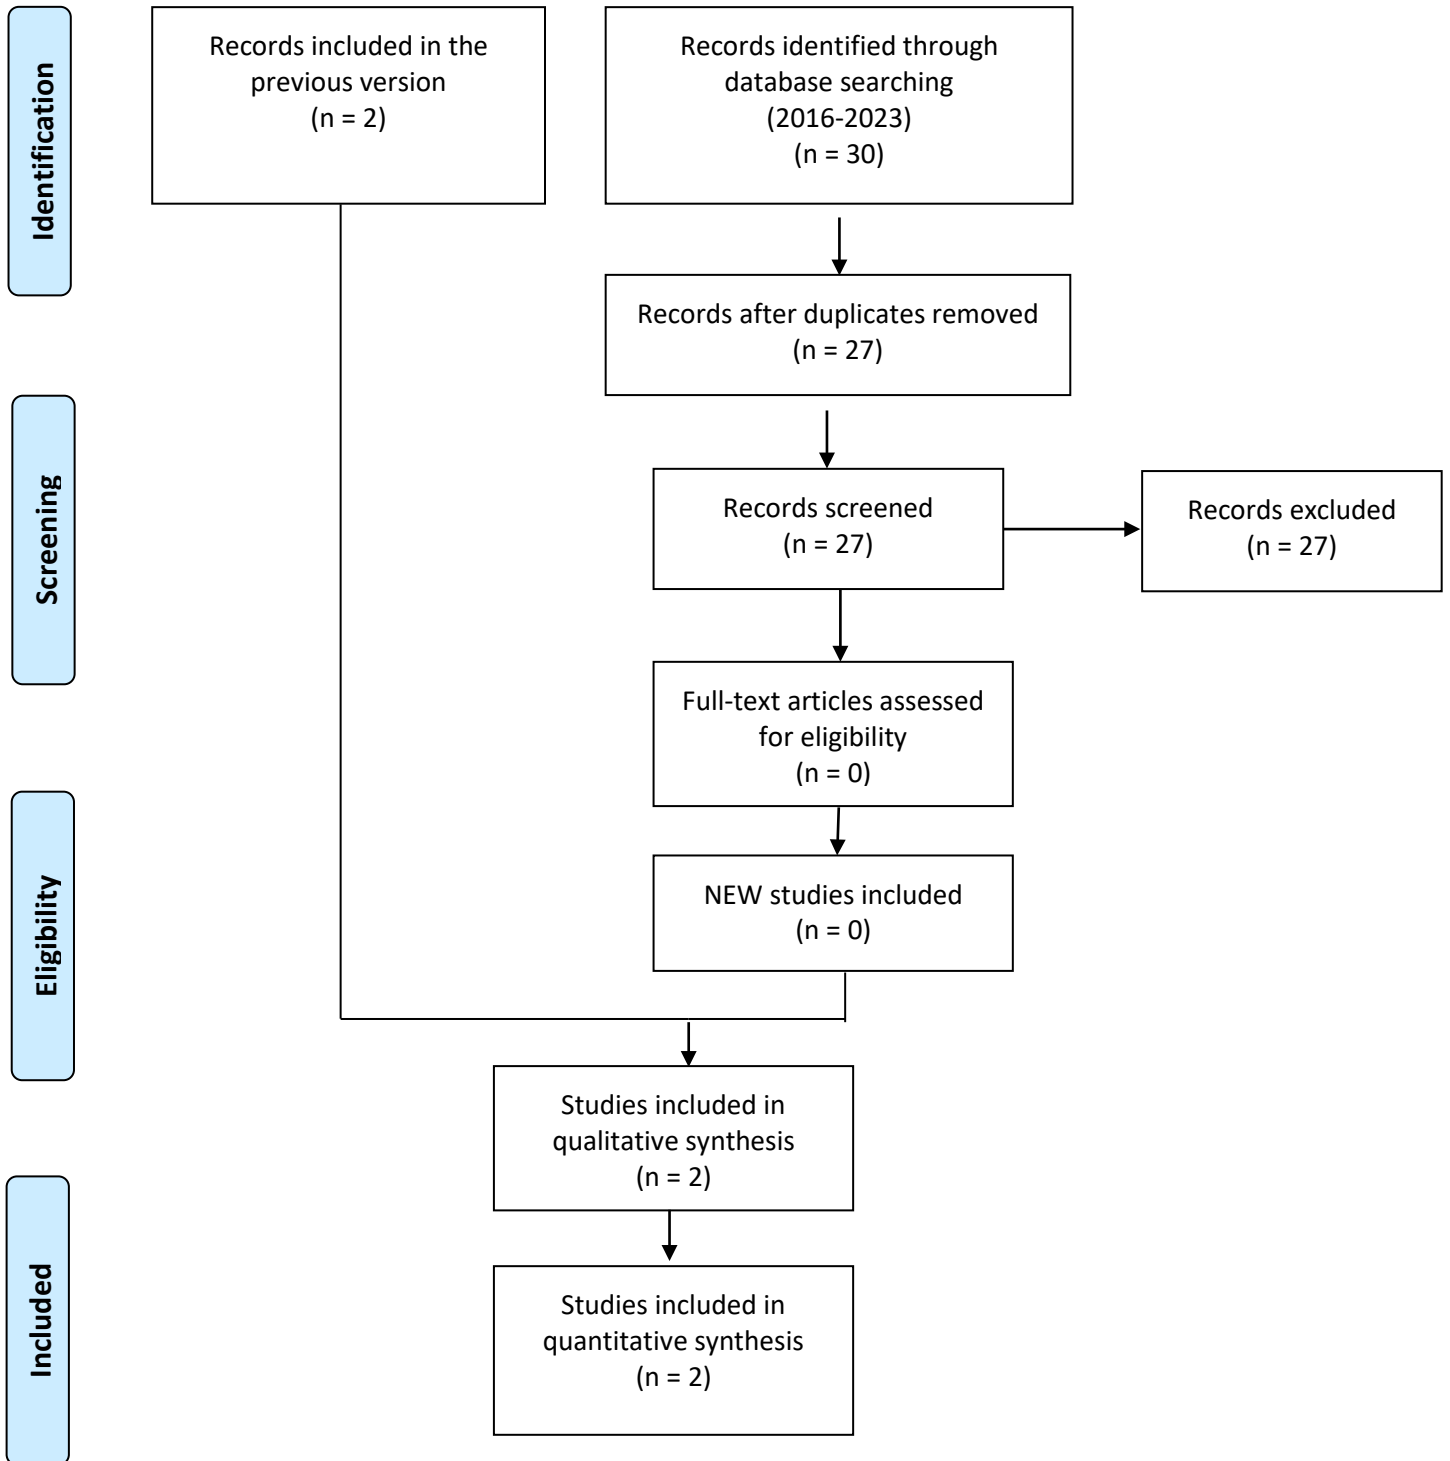 Identification
Records included in the
previous version
(n = 2)
Records identified through
database searching
(2016-2023)
(n = 30)
Records after duplicates removed
(n = 27)
Screening
Records screened
(n = 27)
Records excluded
(n = 27)
Full-text articles assessed
for eligibility
(n = 0)
Eligibility
NEW studies included
(n = 0)
Studies included in
qualitative synthesis
(n = 2)
Included
Studies included in
quantitative synthesis
(n = 2)